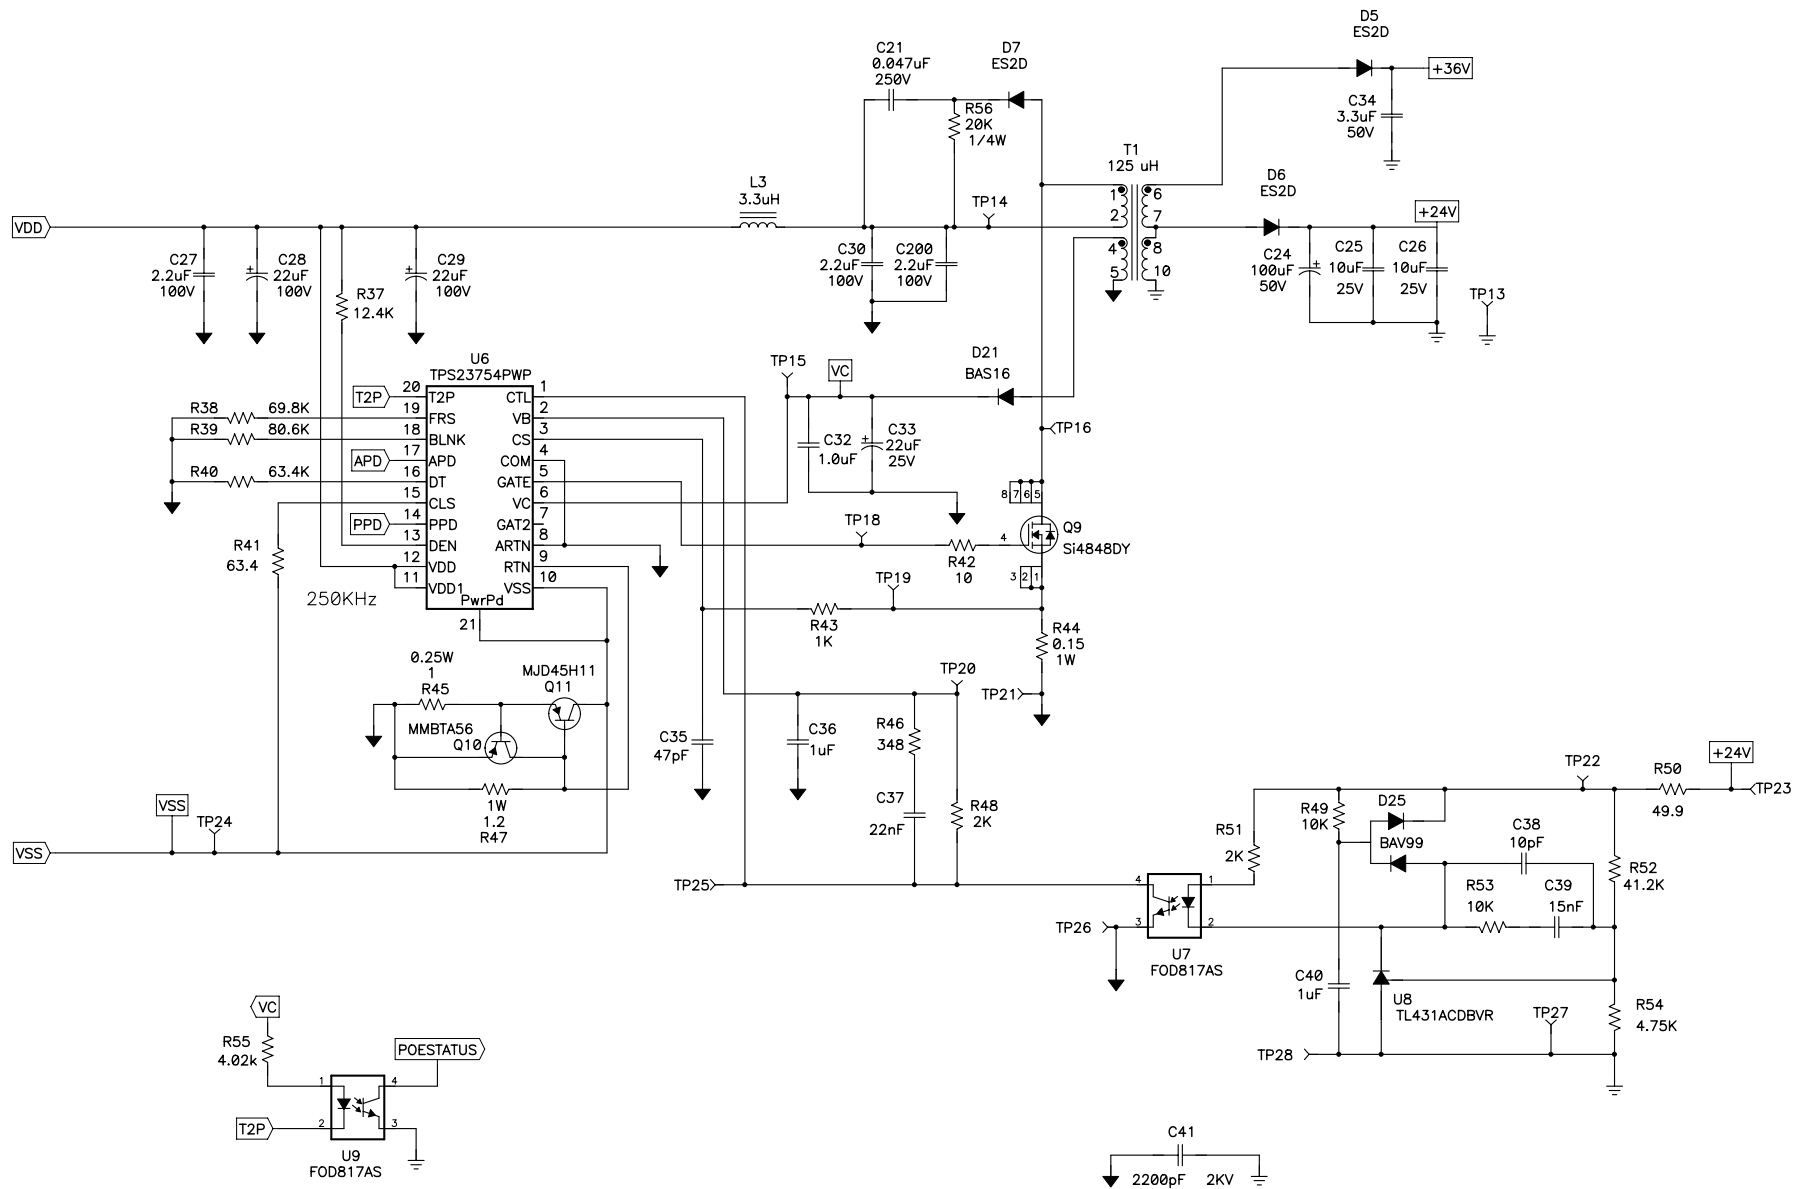 D5
ES2D
+36V
C34
3.3uF
50V
C21
0.047uF
250V
D7
ES2D
R56
20K
1/4W
T1
125 uH
1
2
4
5
6
7
8
10
D6
ES2D
+24V
C24
100uF
50V
C25
10uF
25V
C26
10uF
25V
TP13
L3
3.3uH
TP14
VDD
C27
2.2uF
100V
C28
22uF
100V
R37
12.4K
C29
22uF
100V
C30
2.2uF
100V
C200
2.2uF
100V
U6
TPS23754PWP
T2P
20
T2P
CTL
1
R38
69.8K
19
FRS
VB
2
R39
80.6K
18
BLNK
CS
3
APD
17
APD
COM
4
R40
63.4K
16
DT
GATE
5
15
CLS
VC
6
PPD
14
PPD
GAT2
7
13
DEN
ARTN
8
12
VDD
RTN
9
11
VDD1
VSS
10
PwrPd
21
R41
63.4
250KHz
TP15
VC
D21
BAS16
C32
1.0uF
C33
22uF
25V
TP16
8
7
6
5
TP18
R42
10
4
Q9
Si4848DY
3
2
1
TP19
R43
1K
R44
0.15
1W
TP21
TP20
0.25W
1
R45
MJD45H11
Q11
MMBTA56
Q10
1W
1.2
R47
C35
47pF
C36
1uF
R46
348
C37
22nF
R48
2K
VSS
TP24
VSS
TP25
TP26
4
3
1
2
U7
FOD817AS
R51
2K
R49
10K
D25
BAV99
TP22
R50
49.9
+24V
TP23
C38
10pF
R52
41.2K
R53
10K
C39
15nF
C40
1uF
U8
TL431ACDBVR
R54
4.75K
TP27
TP28
VC
R55
4.02k
POESTATUS
T2P
1
2
4
3
U9
FOD817AS
C41
2200pF
2KV